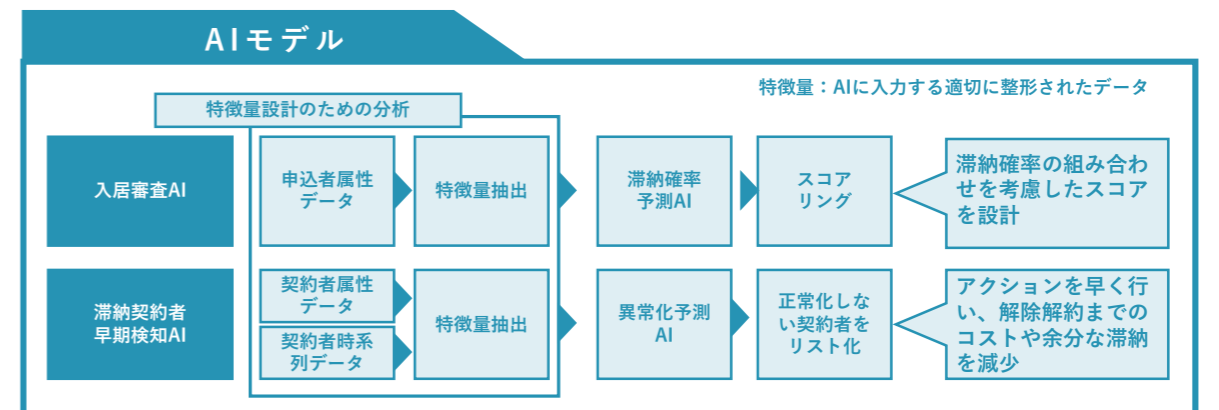 AIモデル
特徴量：AIに入力する適切に整形されたデータ
特徴量設計のための分析
入居審査AI
申込者属性
データ
特徴量抽出
滞納確率
予測AI
スコア
リング
滞納確率の組み合わ
せを考慮したスコア
を設計
滞納契約者
早期検知AI
契約者属性
データ
契約者時系
列データ
特徴量抽出
異常化予測
AI
正常化しな
い契約者を
リスト化
アクションを早く行
い、解除解約までの
コストや余分な滞納
を減少